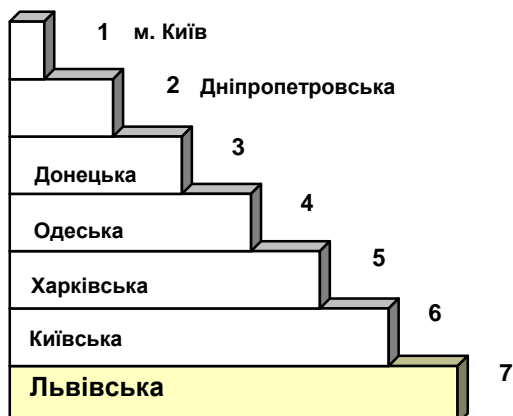 1 м. Київ
2 Дніпропетровська
3
Донецька
4
Одеська
5
Харківська
6
Київська
7
Львівська